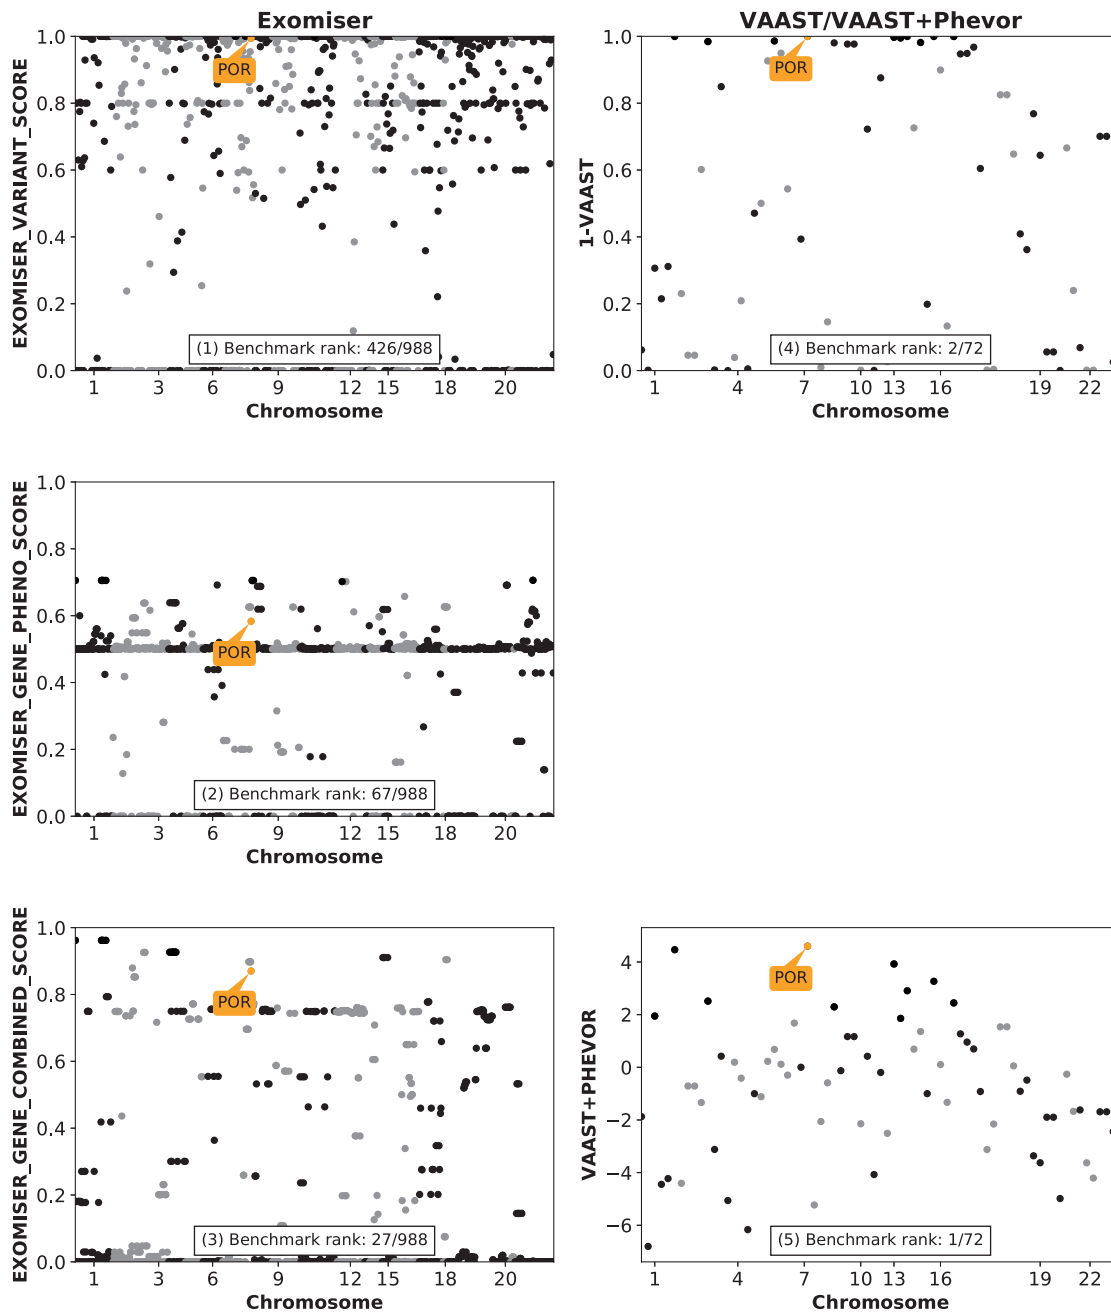 Exomiser
EXOMISER_VARIANT_SCORE
1.0
0.8
0.6
0.4
0.2
0.0
POR
(1) Benchmark rank: 426/988
1 3 6 9 12 15 18 20
Chromosome
VAAST/VAAST+Phevor
1-VAAST
1.0
0.8
0.6
0.4
0.2
0.0
POR
(4) Benchmark rank: 2/72
1 4 7 10 13 16 19 22
Chromosome
EXOMISER_GENE_PHENO_SCORE
1.0
0.8
0.6
0.4
0.2
0.0
POR
(2) Benchmark rank: 67/988
1 3 6 9 12 15 18 20
Chromosome
EXOMISER_GENE_COMBINED_SCORE
1.0
0.8
0.6
0.4
0.2
0.0
POR
(3) Benchmark rank: 27/988
1 3 6 9 12 15 18 20
Chromosome
VAAST+PHEVOR
4
2
0
−2
−4
−6
POR
(5) Benchmark rank: 1/72
1 4 7 10 13 16 19 22
Chromosome